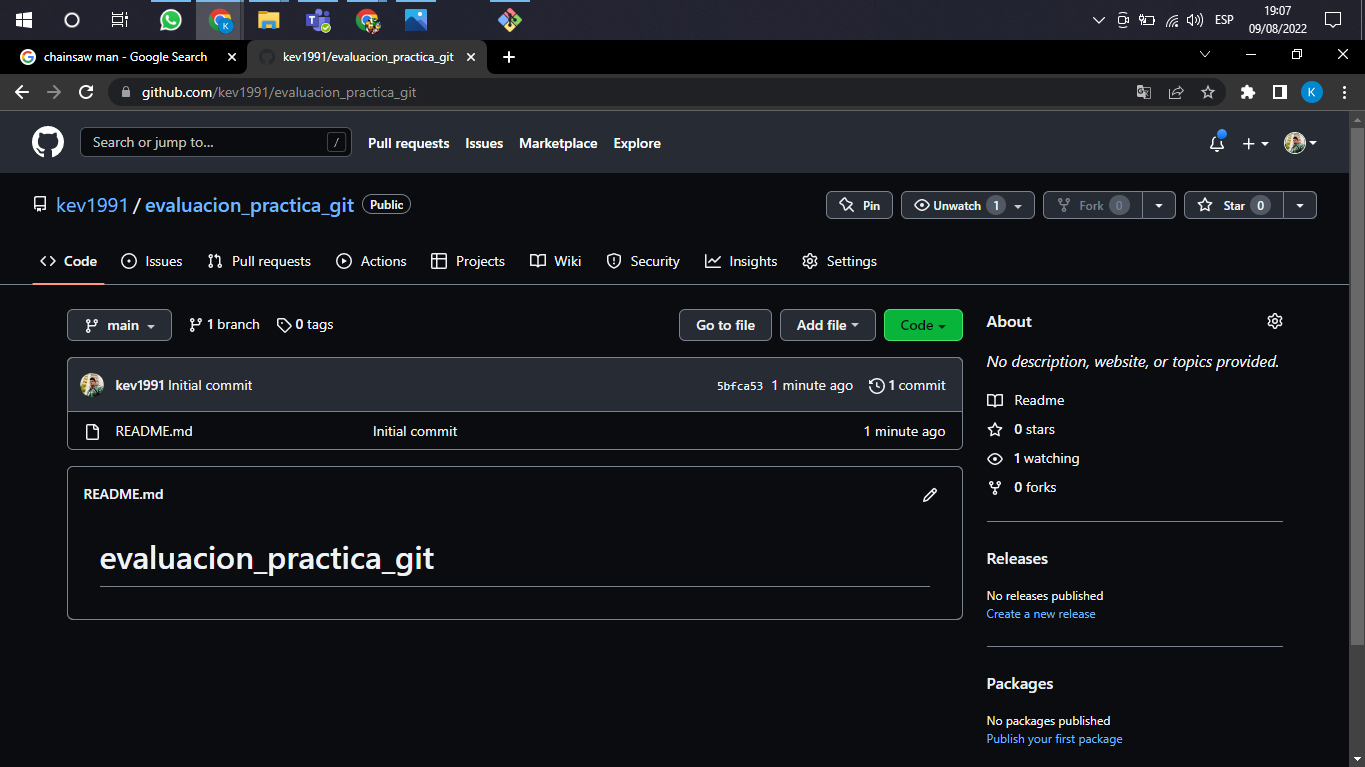 19:07
ESP
09/08/2022
chainsaw man - Google Search
kev1991/evaluacion_practica_git
github.com/kev1991/evaluacion_practica_git
K
Search or jump to...
/
Pull requests Issues Marketplace Explore
kev1991 / evaluacion_practica_git Public
Pin Unwatch 1 Fork 0 Star 0
Code Issues Pull requests Actions Projects Wiki Security Insights Settings
main 1 branch 0 tags Go to file Add file Code
kev1991 Initial commit 5bfca53 1 minute ago 1 commit
README.md Initial commit 1 minute ago
README.md
evaluacion_practica_git
About
No description, website, or topics provided.
Readme
0 stars
1 watching
0 forks
Releases
No releases published
Create a new release
Packages
No packages published
Publish your first package